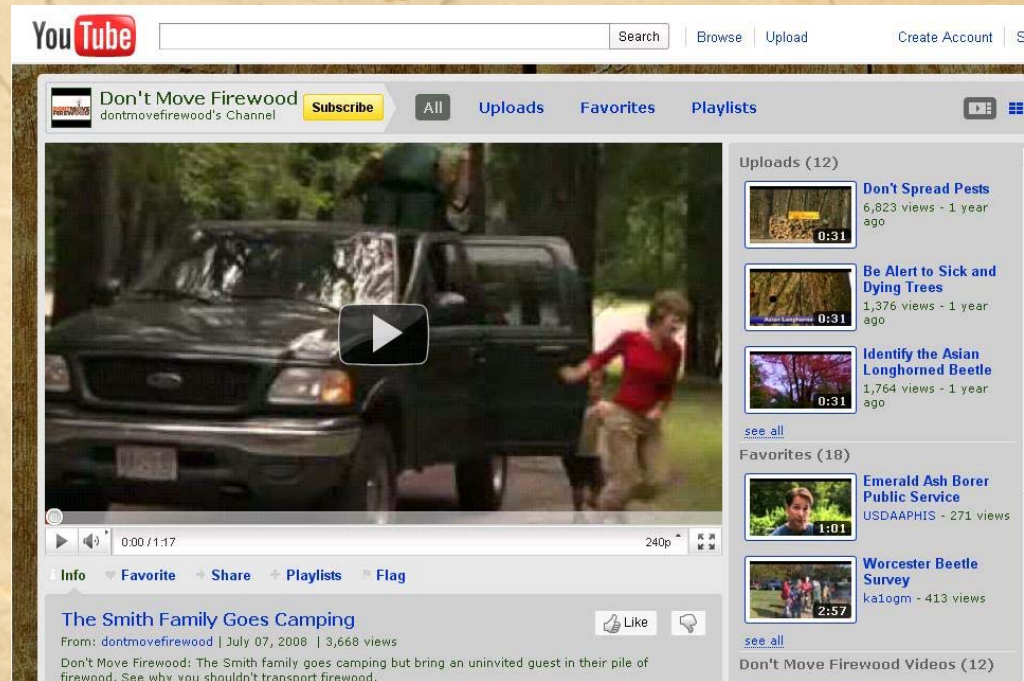 You Tube
Search Browse Upload Create Account S
Don't Move Firewood
dontmovefirewood's Channel
Subscribe
All Uploads Favorites Playlists
Uploads (12)
Don't Spread Pests
6,823 views - 1 year
ago
0:31
Be Alert to Sick and
Dying Trees
1,376 views - 1 year
ago
0:31
Identify the Asian
Longhorned Beetle
1,764 views - 1 year
ago
0:31
see all
Favorites (18)
Emerald Ash Borer
Public Service
USDAAPHIS - 271 views
1:01
Worcester Beetle
Survey
ka1ogm - 413 views
2:57
see all
Don't Move Firewood Videos (12)
0:00 / 1:17 240p
Info Favorite Share Playlists Flag
The Smith Family Goes Camping
Like
From: dontmovefirewood | July 07, 2008 | 3,668 views
Don't Move Firewood: The Smith family goes camping but bring an uninvited guest in their pile of
firewood. See why you shouldn't transport firewood.